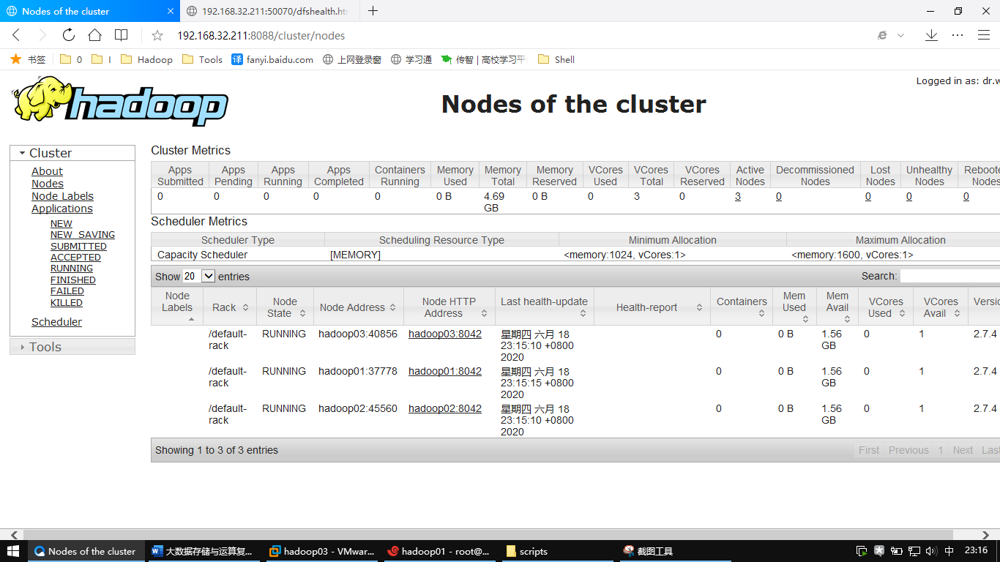 Nodes of the cluster
192.168.32.211:50070/dfshealth.ht
192.168.32.211:8088/cluster/nodes
书签 0 I Hadoop Tools 译 fanyi.baidu.com 上网登录窗 学习通 传智 | 高校学习平 Shell
Logged in as: dr.w
hadoop
Nodes of the cluster
Cluster
About
Nodes
Node Labels
Applications
NEW
NEW_SAVING
SUBMITTED
ACCEPTED
RUNNING
FINISHED
FAILED
KILLED
Scheduler
Tools
Cluster Metrics
Apps Apps Apps Apps Containers Memory Memory Memory VCores VCores VCores Active Decommissioned Lost Unhealthy Reboote
Submitted Pending Running Completed Running Used Total Reserved Used Total Reserved Nodes Nodes Nodes Nodes Nodes
0 0 0 0 0 0 B 4.69 0 B 0 3 0 3 0 0 0 0
GB
Scheduler Metrics
Scheduler Type Scheduling Resource Type Minimum Allocation Maximum Allocation
Capacity Scheduler [MEMORY] <memory:1024, vCores:1> <memory:1600, vCores:1>
Show 20 entries Search:
Node Labels Rack Node State Node Address Node HTTP Address Last health-update Health-report Containers Mem Used Mem Avail VCores Used VCores Avail Versio
/default- RUNNING hadoop03:40856 hadoop03:8042 星期四 六月 18 0 0 B 1.56 0 1 2.7.4
rack 23:15:10 +0800 GB
2020
/default- RUNNING hadoop01:37778 hadoop01:8042 星期四 六月 18 0 0 B 1.56 0 1 2.7.4
rack 23:15:15 +0800 GB
2020
/default- RUNNING hadoop02:45560 hadoop02:8042 星期四 六月 18 0 0 B 1.56 0 1 2.7.4
rack 23:15:10 +0800 GB
2020
Showing 1 to 3 of 3 entries First Previous 1 Next Last
Nodes of the cluster 大数据存储与运算复... hadoop03 - VMwar... hadoop01 - root@... scripts 截图工具 中 23:16